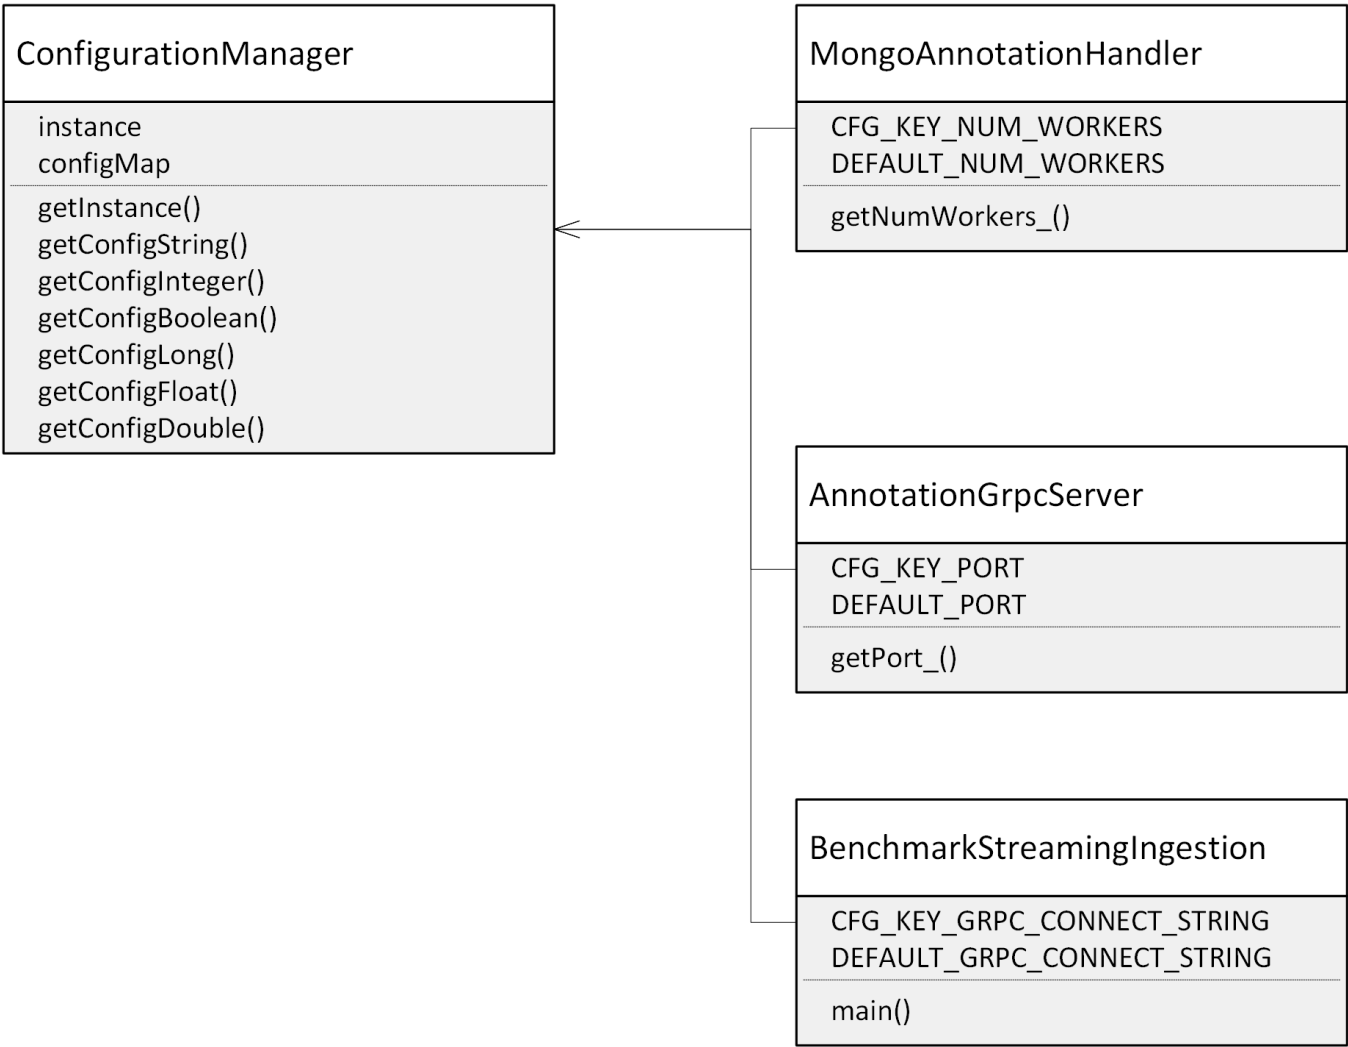 ConfigurationManager
instance
configMap
getInstance()
getConfigString()
getConfigInteger()
getConfigBoolean()
getConfigLong()
getConfigFloat()
getConfigDouble()
MongoAnnotationHandler
CFG_KEY_NUM_WORKERS
DEFAULT_NUM_WORKERS
getNumWorkers_()
AnnotationGrpcServer
CFG_KEY_PORT
DEFAULT_PORT
getPort_()
BenchmarkStreamingIngestion
CFG_KEY_GRPC_CONNECT_STRING
DEFAULT_GRPC_CONNECT_STRING
main()